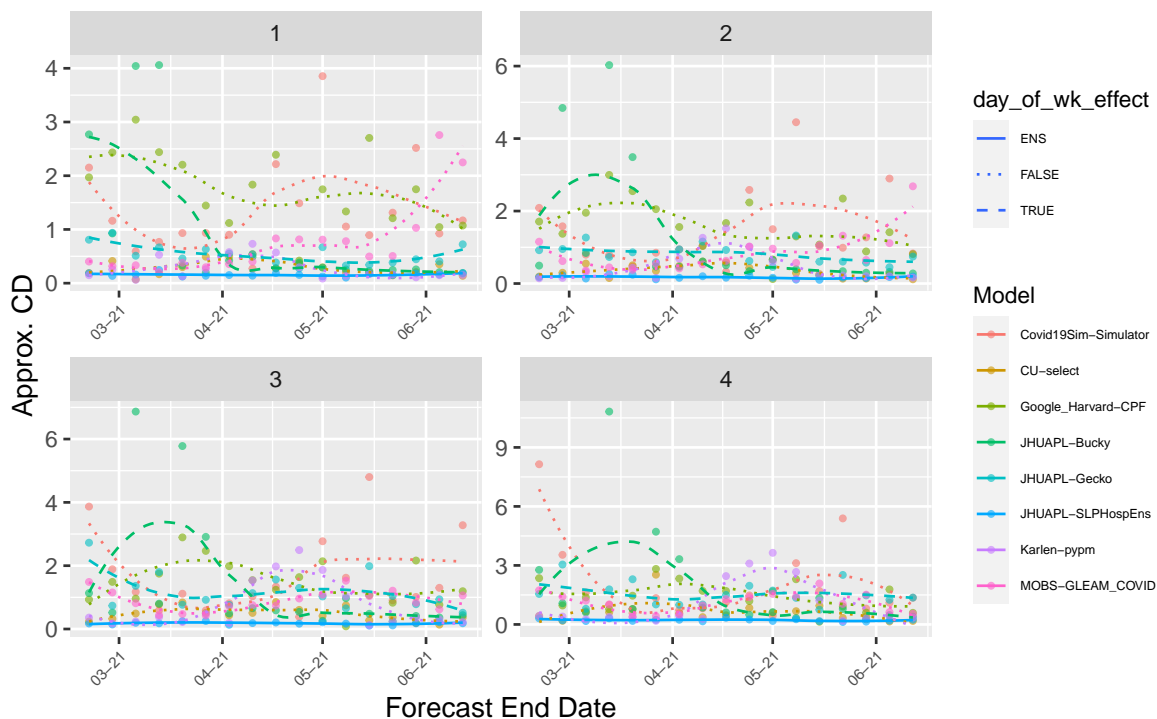 1
2
4
3
2
1
0
6
4
2
0
03−21
04−21
05−21
06−21
03−21
04−21
05−21
06−21
3
4
6
4
2
0
9
6
3
0
03−21
04−21
05−21
06−21
03−21
04−21
05−21
06−21
Approx. CD
Forecast End Date
day_of_wk_effect
ENS
FALSE
TRUE
Model
Covid19Sim−Simulator
CU−select
Google_Harvard−CPF
JHUAPL−Bucky
JHUAPL−Gecko
JHUAPL−SLPHospEns
Karlen−pypm
MOBS−GLEAM_COVID